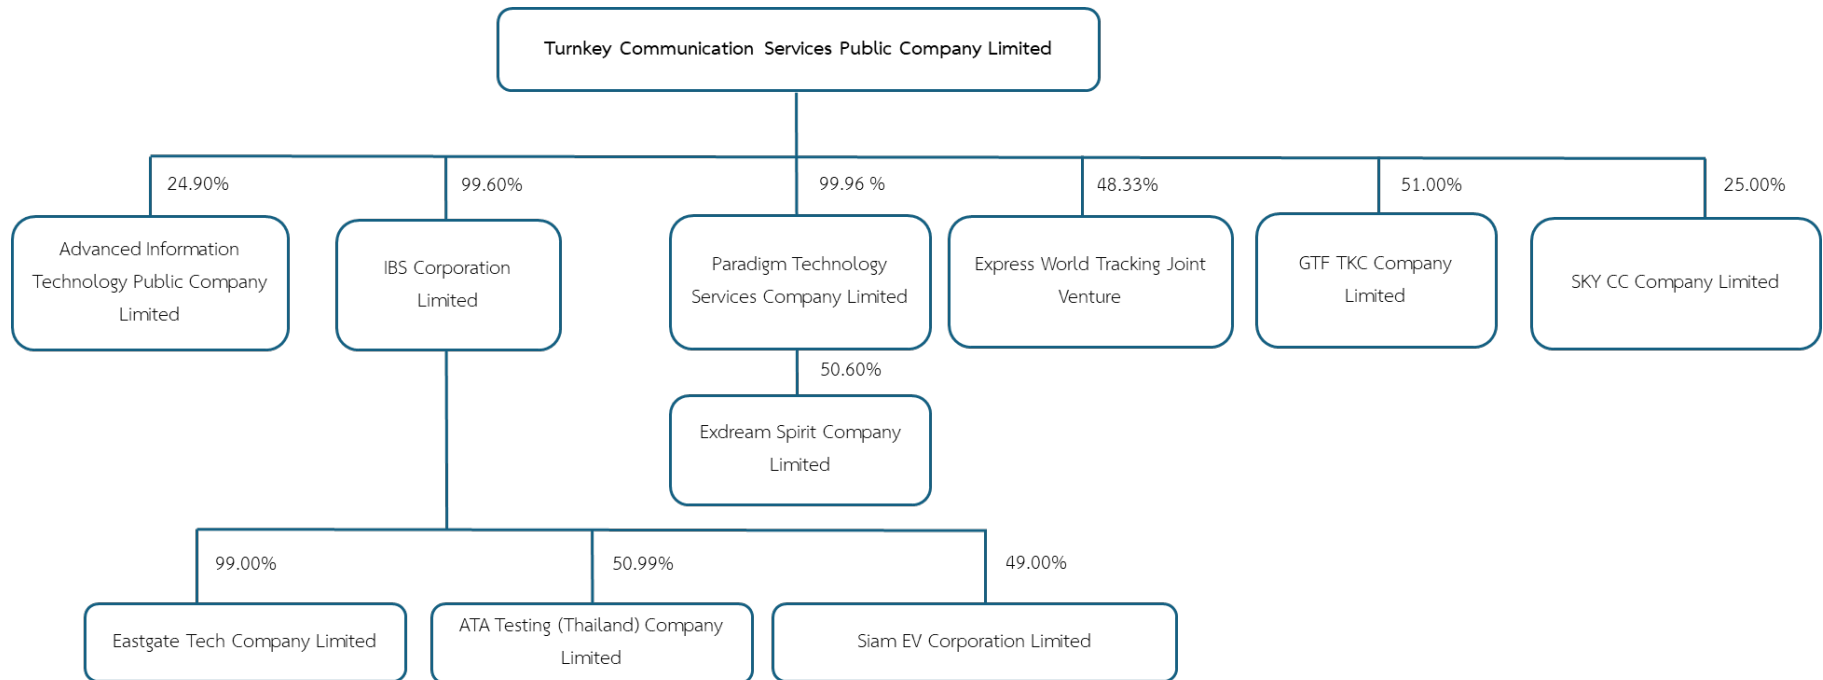 Turnkey Communication Services Public Company Limited
24.90%
99.60%
99.96 %
48.33%
51.00%
25.00%
Advanced Information
Technology Public Company
Limited
IBS Corporation
Limited
Paradigm Technology
Services Company Limited
Express World Tracking Joint
Venture
GTF TKC Company
Limited
SKY CC Company Limited
50.60%
Exdream Spirit Company
Limited
99.00%
50.99%
49.00%
Eastgate Tech Company Limited
ATA Testing (Thailand) Company
Limited
Siam EV Corporation Limited